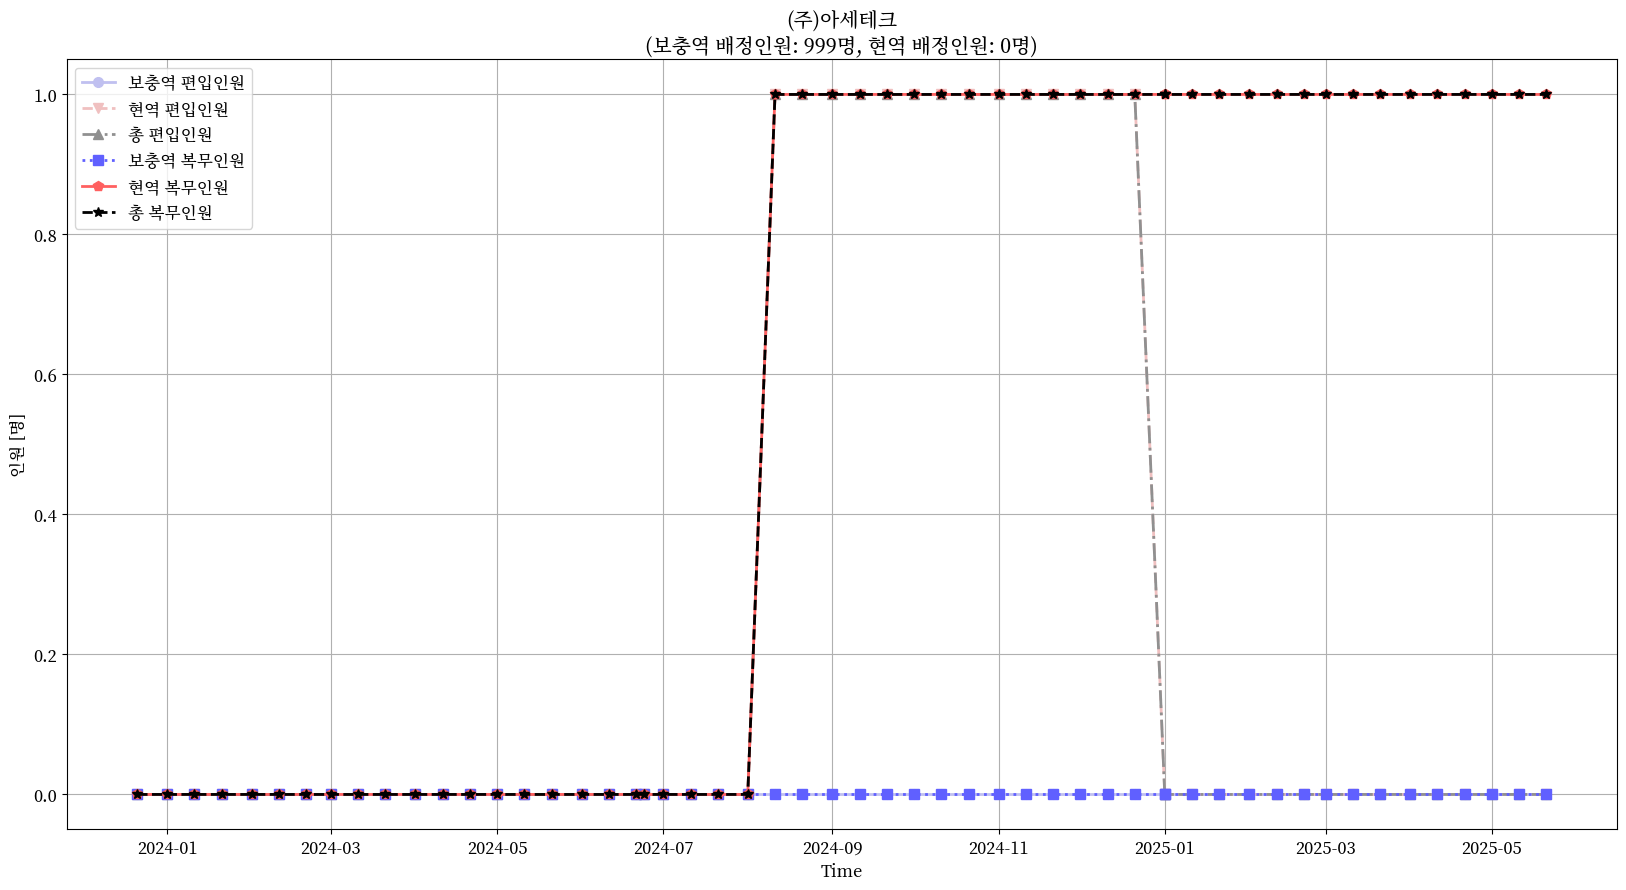 (주)아세테크
(보충역 배정인원: 999명, 현역 배정인원: 0명)
보충역 편입인원
현역 편입인원
총 편입인원
보충역 복무인원
현역 복무인원
총 복무인원
인원 [명]
1.0
0.8
0.6
0.4
0.2
0.0
2024-01 2024-03 2024-05 2024-07 2024-09 2024-11 2025-01 2025-03 2025-05
Time